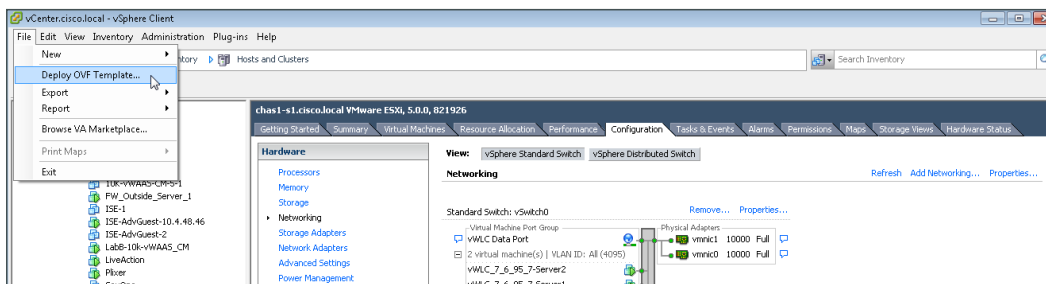 vCenter.cisco.local - vSphere Client
File Edit View Inventory Administration Plug-ins Help
New
Deploy OVF Template...
Export
Report
Browse VA Marketplace...
Print Maps
Exit
Hosts and Clusters
Search Inventory
10k-vWAAS-CM-5-1
FW_Outside_Server_1
ISE-1
ISE-AdvGuest-10.4.48.46
ISE-AdvGuest-2
LabB-10k-vWAAS_CM
LiveAction
Plixer
chas1-s1.cisco.local VMware ESXi, 5.0.0, 821926
Getting Started Summary Virtual Machines Resource Allocation Performance Configuration Tasks & Events Alarms Permissions Maps Storage Views Hardware Status
Hardware
Processors
Memory
Storage
Networking
Storage Adapters
Network Adapters
Advanced Settings
Power Management
View: vSphere Standard Switch vSphere Distributed Switch
Networking
Refresh Add Networking... Properties...
Standard Switch: vSwitch0 Remove... Properties...
Virtual Machine Port Group
vWLC Data Port
2 virtual machine(s) | VLAN ID: All (4095)
vWLC_7_6_95_7-Server2
vWLC_7_6_95_7-Server1
Physical Adapters
vmnic1 10000 Full
vmnic0 10000 Full